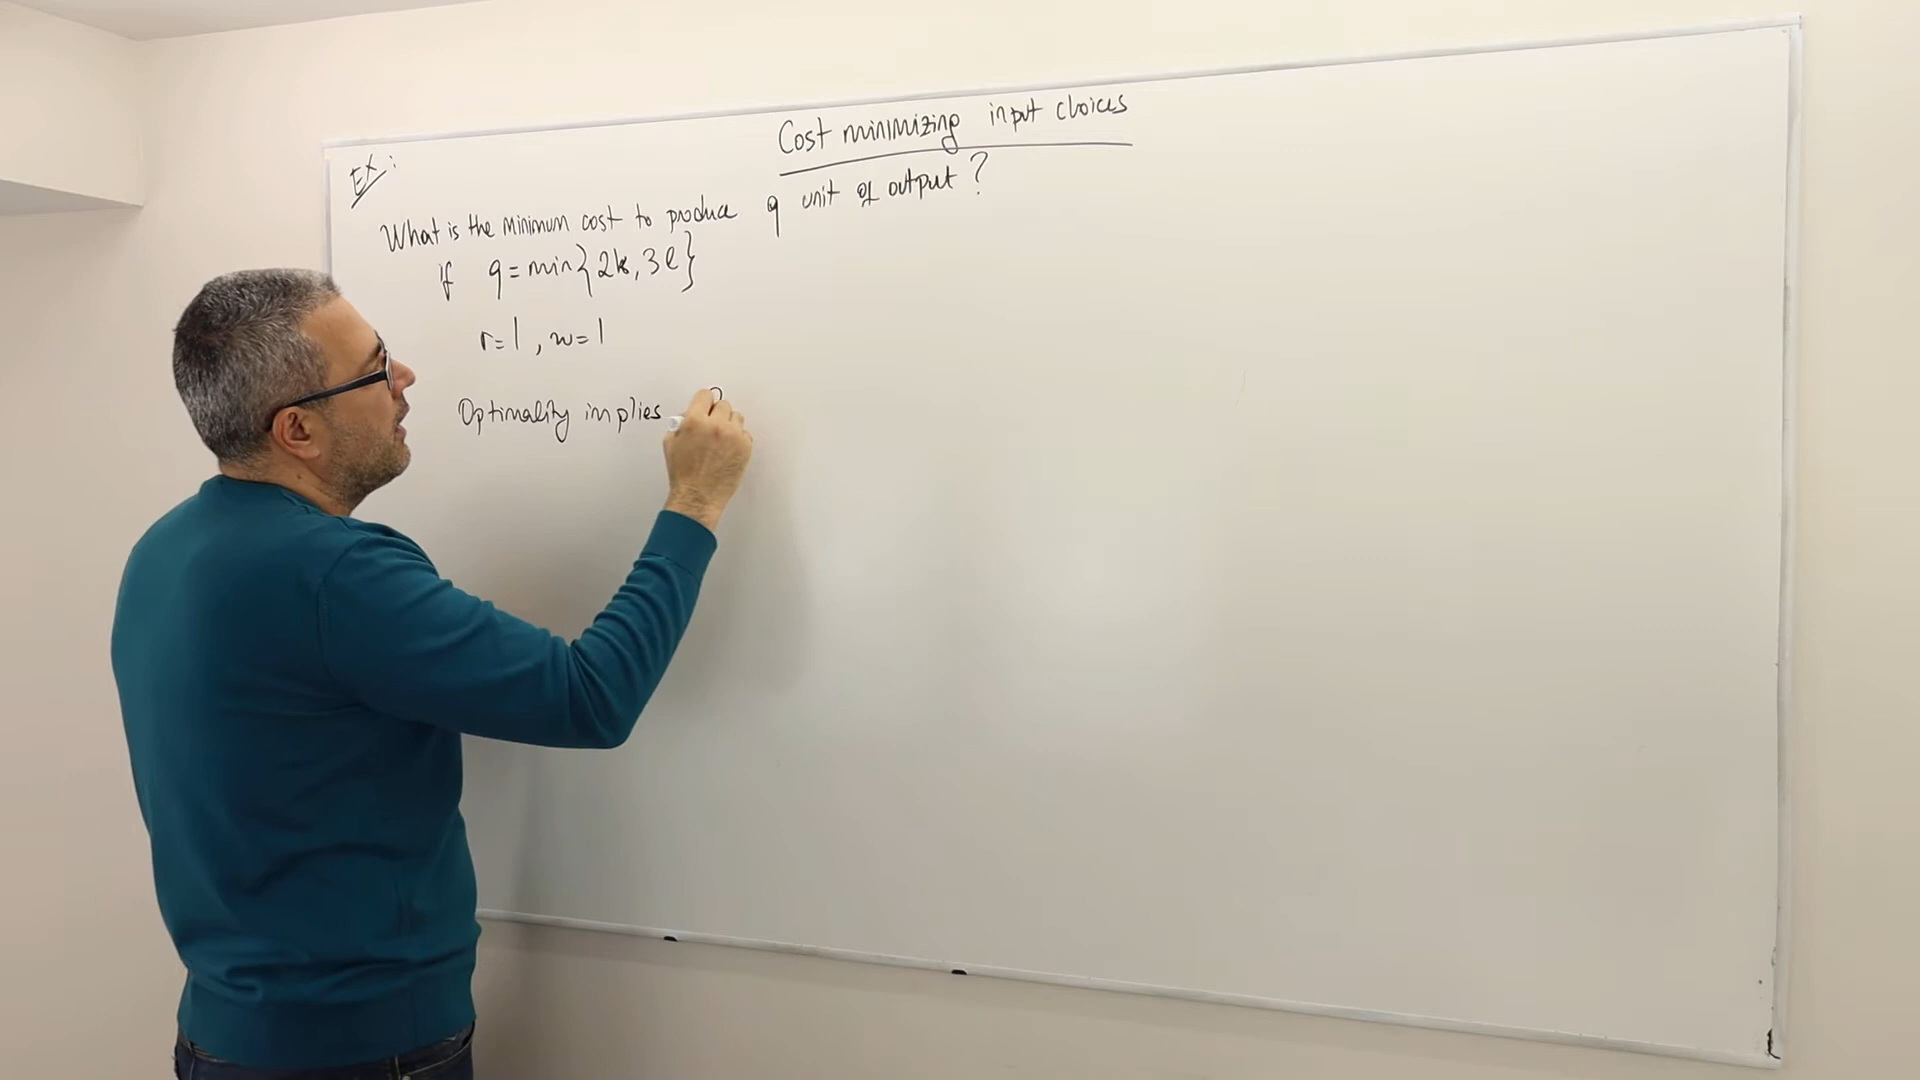 Cost minimizing input choices
Ex:
What is the minimum cost to produce q unit of output?
if q = min{2k, 3l}
r = 1, w = 1
Optimality implies